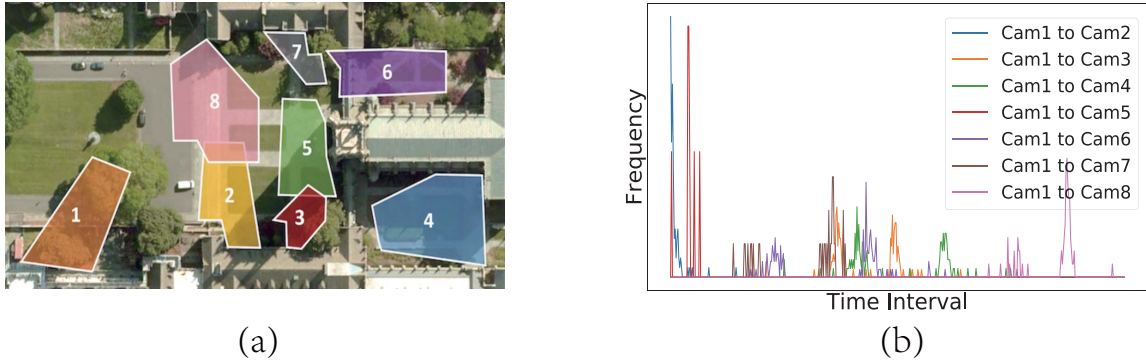 7
6
8
5
2
1
3
4
Frequency
Cam1 to Cam2
Cam1 to Cam3
Cam1 to Cam4
Cam1 to Cam5
Cam1 to Cam6
Cam1 to Cam7
Cam1 to Cam8
Time Interval
(a)
(b)